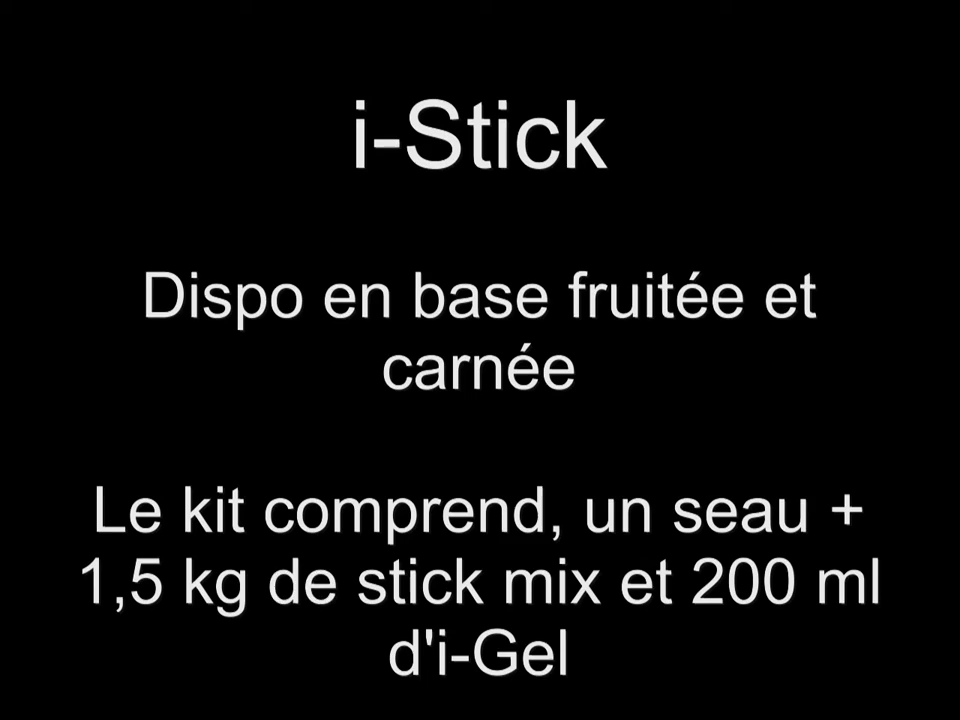 i-Stick
Dispo en base fruitée et
carnée
Le kit comprend, un seau +
1,5 kg de stick mix et 200 ml
d'i-Gel